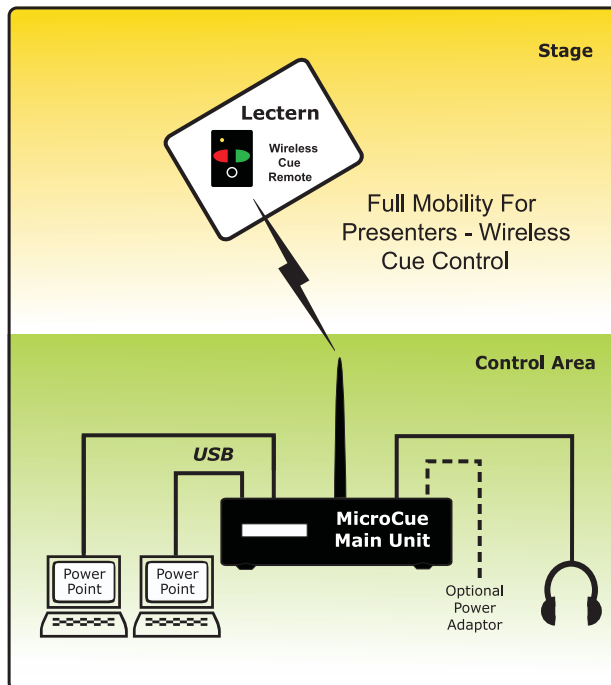 Stage
Lectern
Wireless
Cue
Remote
Full Mobility For
Presenters - Wireless
Cue Control
Control Area
USB
MicroCue
Main Unit
Power
Point
Power
Point
Optional
Power
Adaptor